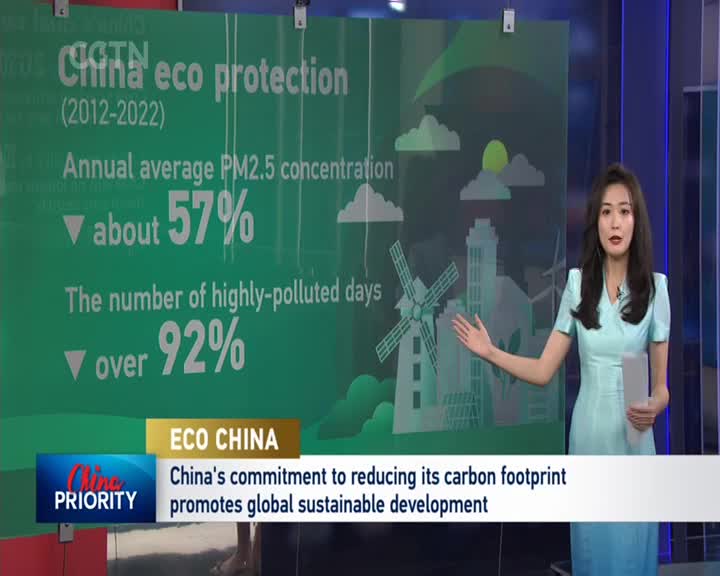 CGTN
China eco protection
(2012-2022)
Annual average PM2.5 concentration
▼ about 57%
The number of highly-polluted days
▼ over 92%
ECO CHINA
China PRIORITY
China's commitment to reducing its carbon footprint
promotes global sustainable development